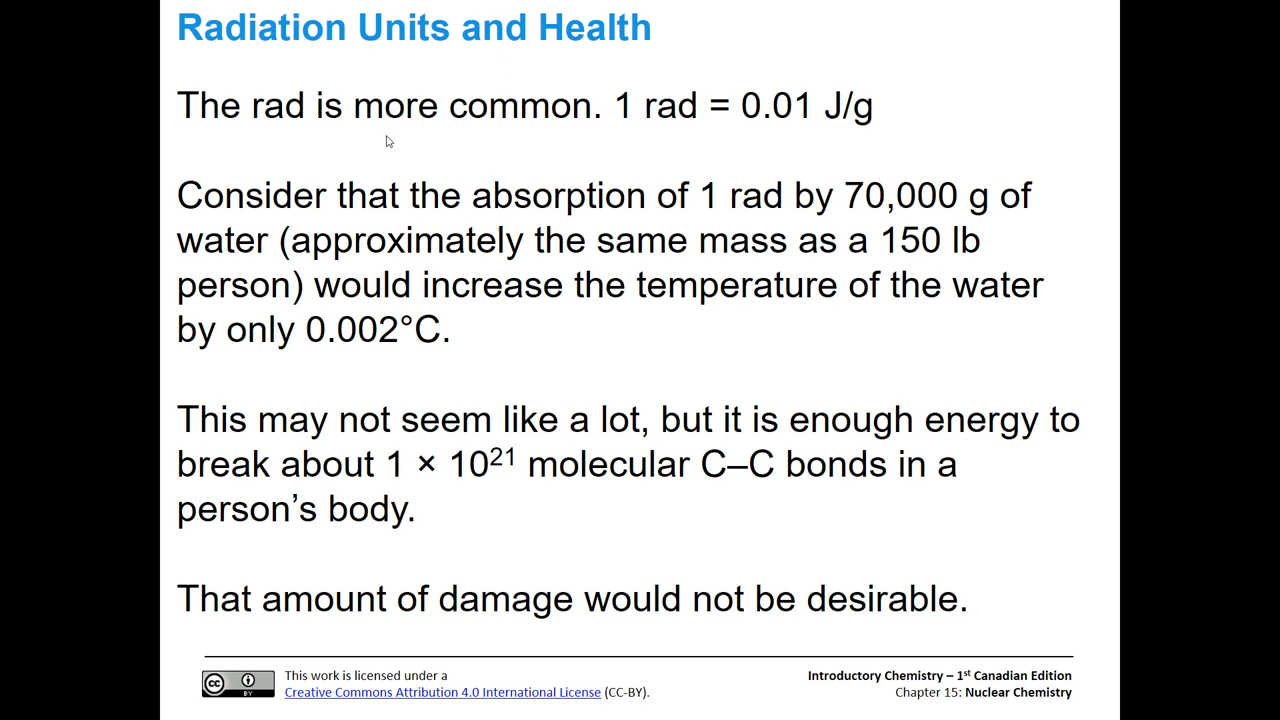 Radiation Units and Health
The rad is more common. 1 rad = 0.01 J/g
Consider that the absorption of 1 rad by 70,000 g of
water (approximately the same mass as a 150 lb
person) would increase the temperature of the water
by only 0.002°C.
This may not seem like a lot, but it is enough energy to
break about 1 × 10²¹ molecular C–C bonds in a
person’s body.
That amount of damage would not be desirable.
cc BY
This work is licensed under a
Creative Commons Attribution 4.0 International License (CC-BY).
Introductory Chemistry – 1st Canadian Edition
Chapter 15: Nuclear Chemistry